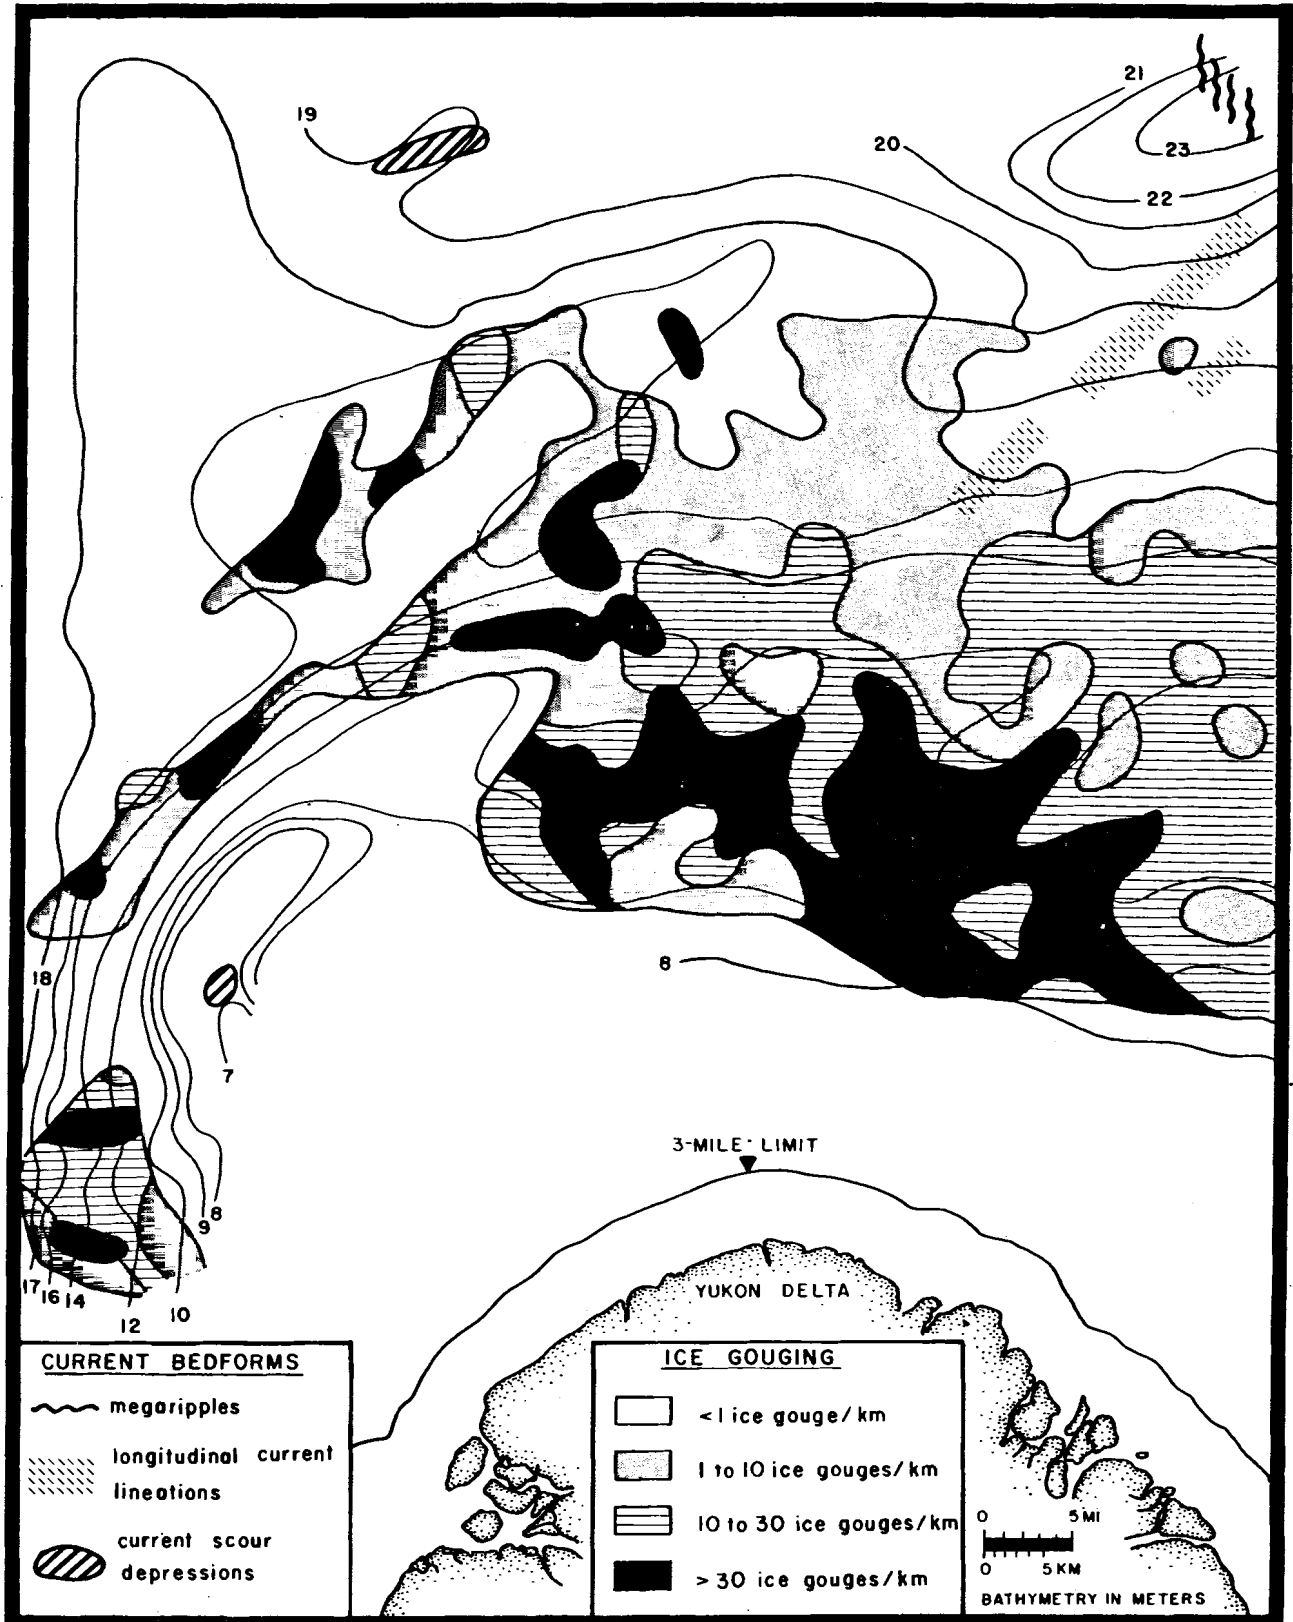 21
19
20
23
22
18
8
7
3-MILE LIMIT
8
9
17
16
14
10
12
YUKON DELTA
CURRENT BEDFORMS
megaripples
longitudinal current
lineations
current scour
depressions
ICE GOUGING
<1 ice gouge/km
1 to 10 ice gouges/km
10 to 30 ice gouges/km
>30 ice gouges/km
0 5 MI
0 5 KM
BATHYMETRY IN METERS